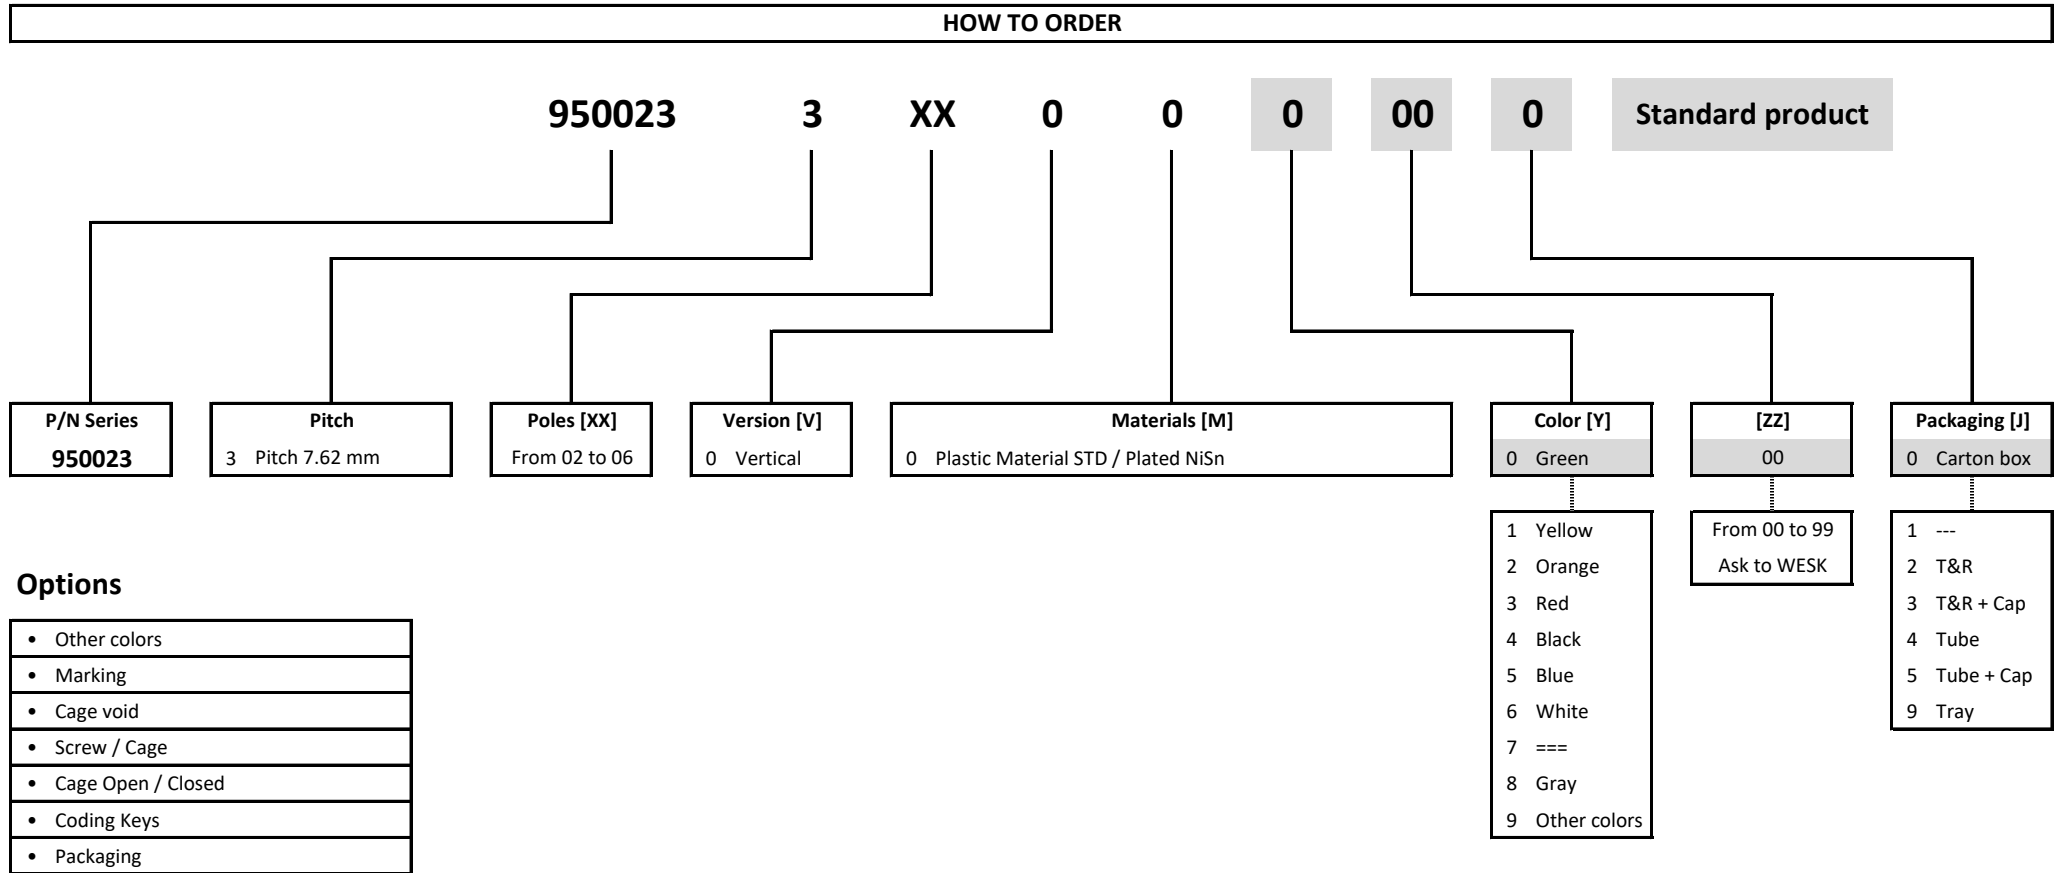 HOW TO ORDER
950023 3 XX 0 0 0 00 0 Standard product
P/N Series Pitch Poles [XX] Version [V] Materials [M] Color [Y] [ZZ] Packaging [J]
950023 3 Pitch 7.62 mm From 02 to 06 0 Vertical 0 Plastic Material STD / Plated NiSn 0 Green 00 0 Carton box
1 Yellow From 00 to 99 1 ---
2 Orange Ask to WESK 2 T&R
3 Red 3 T&R + Cap
4 Black 4 Tube
5 Blue 5 Tube + Cap
6 White 9 Tray
7 ===
8 Gray
9 Other colors
Options
• Other colors
• Marking
• Cage void
• Screw / Cage
• Cage Open / Closed
• Coding Keys
• Packaging